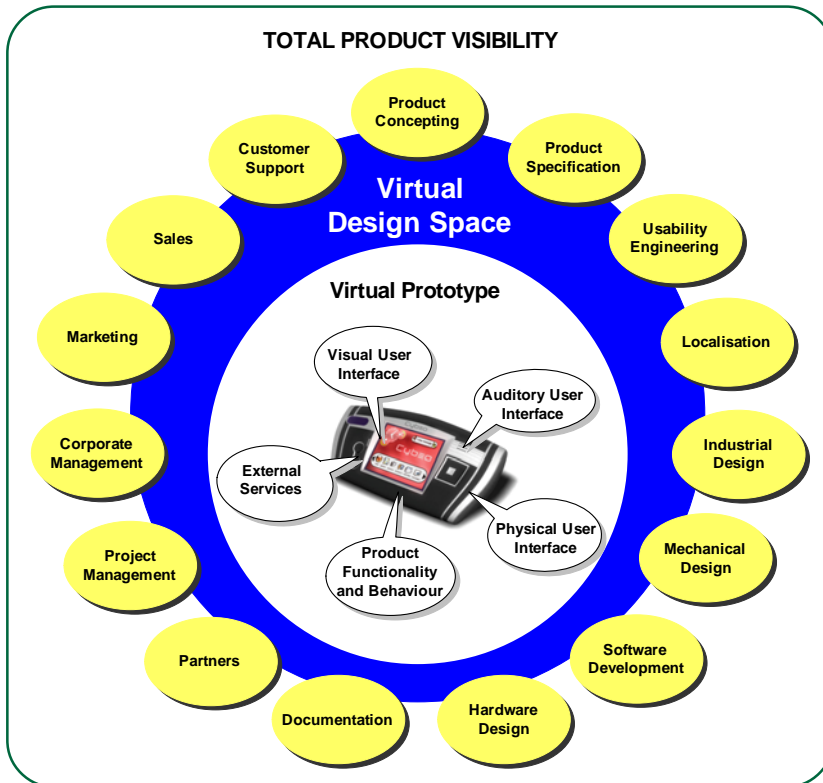 TOTAL PRODUCT VISIBILITY
Product
Concepting
Product
Specification
Customer
Support
Virtual
Design Space
Usability
Engineering
Sales
Virtual Prototype
Marketing
Localisation
Visual User
Interface
Auditory User
Interface
Corporate
Management
Industrial
Design
External
Services
Cybeo
Physical User
Interface
Product
Functionality
and Behaviour
Project
Management
Mechanical
Design
Partners
Software
Development
Documentation
Hardware
Design